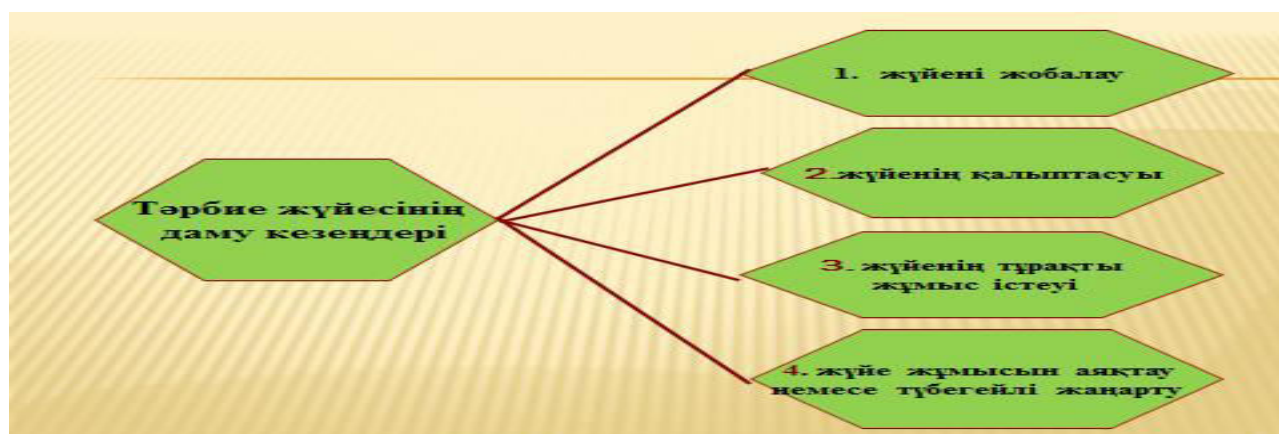 Тәрбие жүйесінің
даму кезеңдері
1. жүйені жобалау
2.жүйенің қалыптасуы
3. жүйенің тұрақты
жұмыс істеуі
4. жүйе жұмысын аяқтау
немесе түбегейлі жаңарту